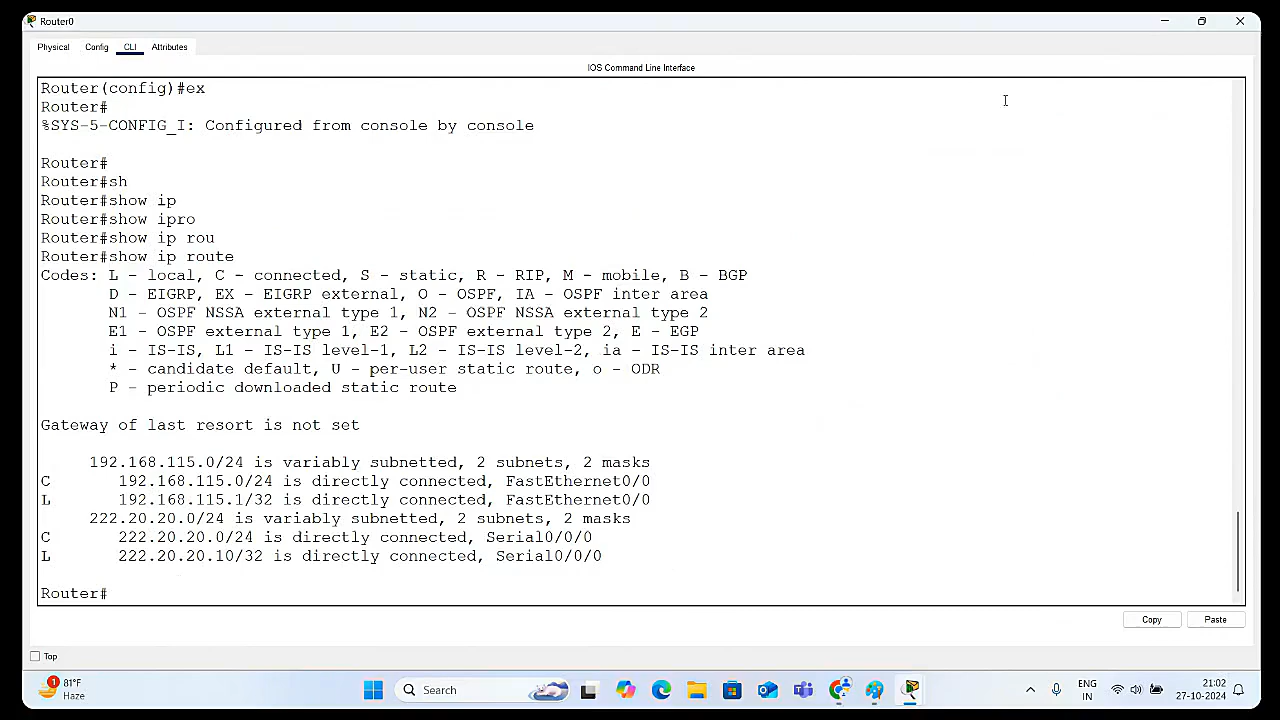 Router0
Physical Config CLI Attributes
IOS Command Line Interface
Router(config)#ex
Router#
%SYS-5-CONFIG_I: Configured from console by console
Router#
Router#sh
Router#show ip
Router#show ipro
Router#show ip rou
Router#show ip route
Codes: L - local, C - connected, S - static, R - RIP, M - mobile, B - BGP
D - EIGRP, EX - EIGRP external, O - OSPF, IA - OSPF inter area
N1 - OSPF NSSA external type 1, N2 - OSPF NSSA external type 2
E1 - OSPF external type 1, E2 - OSPF external type 2, E - EGP
i - IS-IS, L1 - IS-IS level-1, L2 - IS-IS level-2, ia - IS-IS inter area
* - candidate default, U - per-user static route, o - ODR
P - periodic downloaded static route
Gateway of last resort is not set
192.168.115.0/24 is variably subnetted, 2 subnets, 2 masks
C 192.168.115.0/24 is directly connected, FastEthernet0/0
L 192.168.115.1/32 is directly connected, FastEthernet0/0
222.20.20.0/24 is variably subnetted, 2 subnets, 2 masks
C 222.20.20.0/24 is directly connected, Serial0/0/0
L 222.20.20.10/32 is directly connected, Serial0/0/0
Router#
Copy Paste
Top
1 81°F
Haze
Search
ENG
IN
21:02
27-10-2024